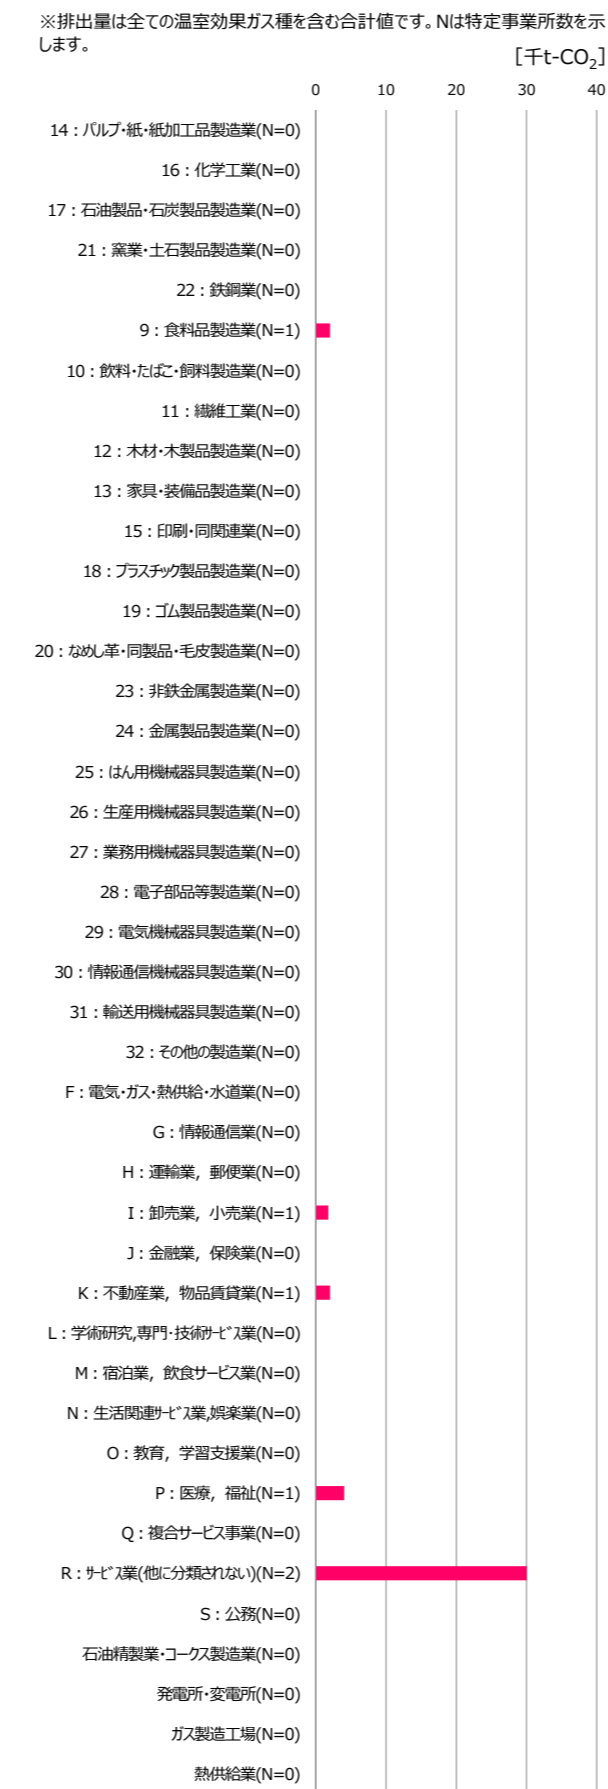 ※排出量は全ての温室効果ガス種を含む合計値です。Nは特定事業所数を示
します。
[千t-CO₂]
0 10 20 30 40
14：パルプ・紙・紙加工品製造業(N=0)
16：化学工業(N=0)
17：石油製品・石炭製品製造業(N=0)
21：窯業・土石製品製造業(N=0)
22：鉄鋼業(N=0)
9：食料品製造業(N=1)
10：飲料・たばこ・飼料製造業(N=0)
11：繊維工業(N=0)
12：木材・木製品製造業(N=0)
13：家具・装備品製造業(N=0)
15：印刷・同関連業(N=0)
18：プラスチック製品製造業(N=0)
19：ゴム製品製造業(N=0)
20：なめし革・同製品・毛皮製造業(N=0)
23：非鉄金属製造業(N=0)
24：金属製品製造業(N=0)
25：はん用機械器具製造業(N=0)
26：生産用機械器具製造業(N=0)
27：業務用機械器具製造業(N=0)
28：電子部品等製造業(N=0)
29：電気機械器具製造業(N=0)
30：情報通信機械器具製造業(N=0)
31：輸送用機械器具製造業(N=0)
32：その他の製造業(N=0)
F：電気・ガス・熱供給・水道業(N=0)
G：情報通信業(N=0)
H：運輸業，郵便業(N=0)
I：卸売業，小売業(N=1)
J：金融業，保険業(N=0)
K：不動産業，物品賃貸業(N=1)
L：学術研究,専門・技術ｻｰﾋﾞｽ業(N=0)
M：宿泊業，飲食サービス業(N=0)
N：生活関連ｻｰﾋﾞｽ業,娯楽業(N=0)
O：教育，学習支援業(N=0)
P：医療，福祉(N=1)
Q：複合サービス事業(N=0)
R：ｻｰﾋﾞｽ業(他に分類されない)(N=2)
S：公務(N=0)
石油精製業・コークス製造業(N=0)
発電所・変電所(N=0)
ガス製造工場(N=0)
熱供給業(N=0)